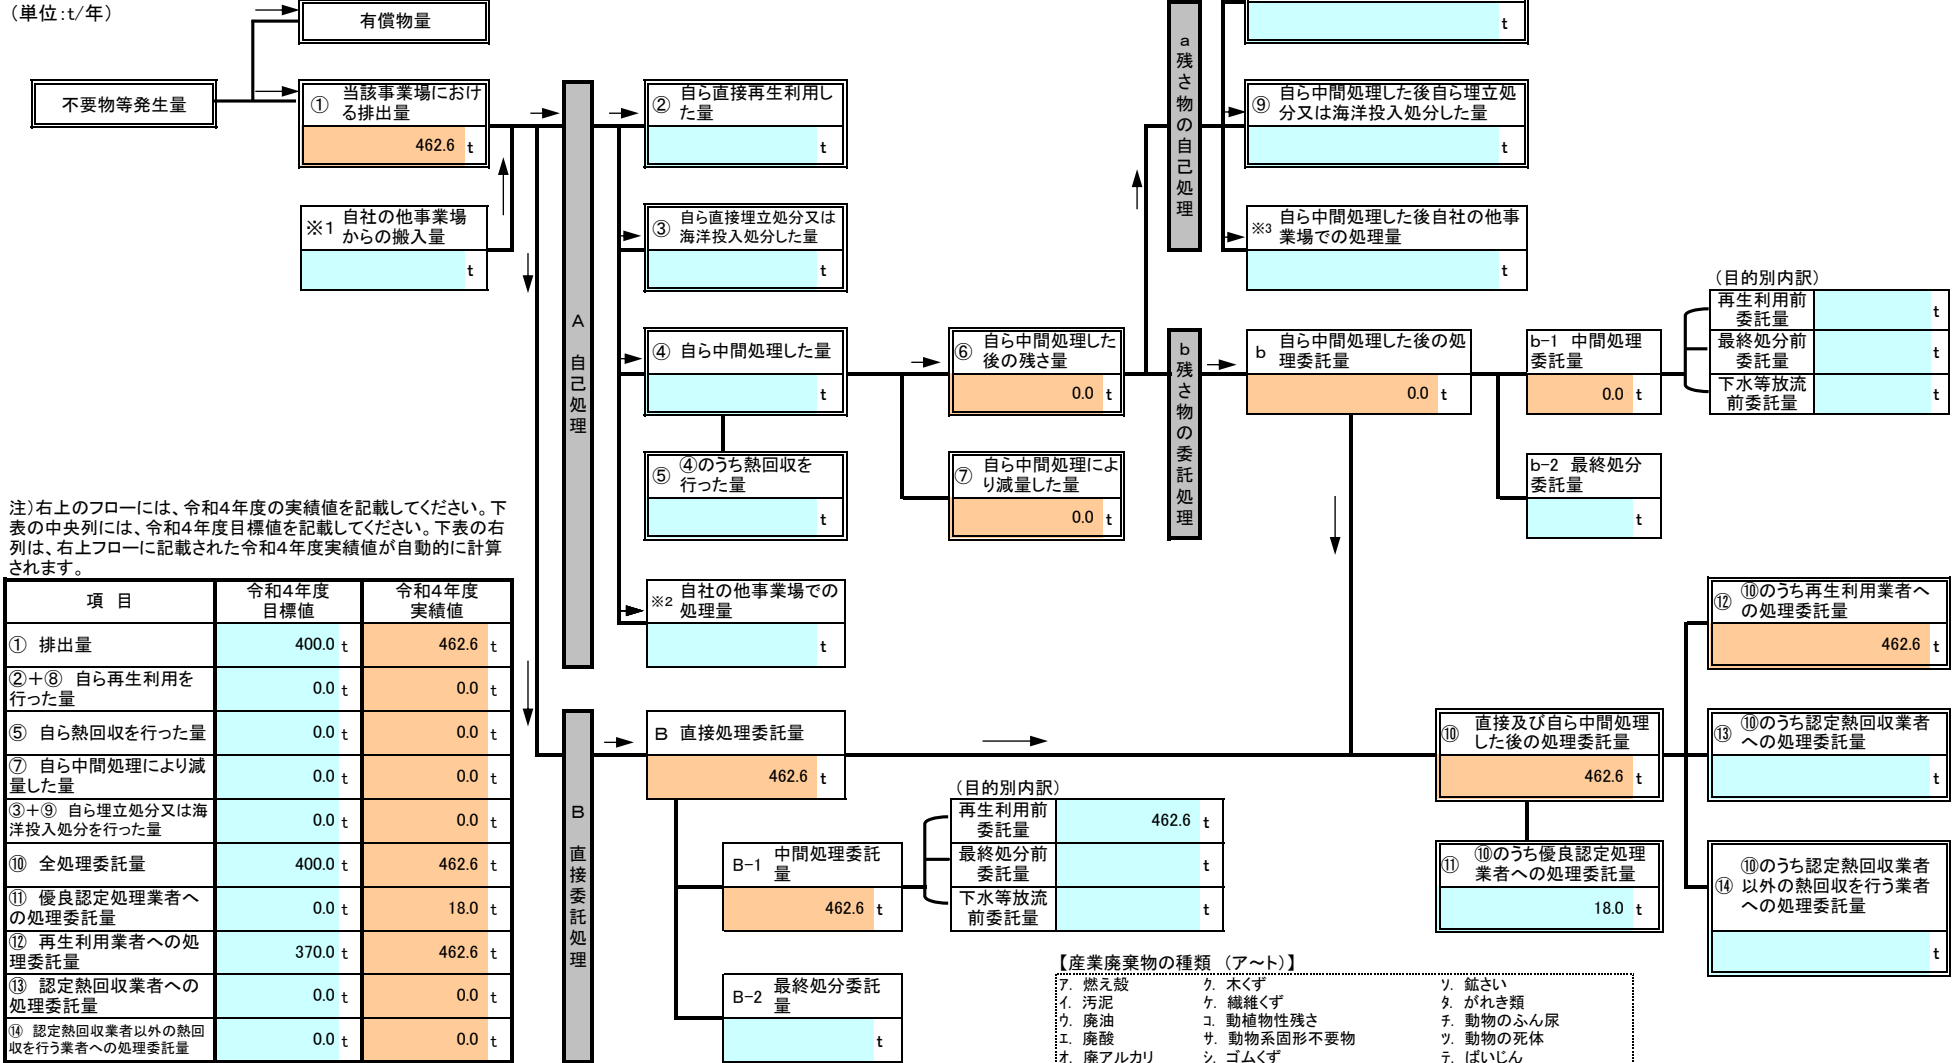 （単位：t/年）
有償物量
t
不要物等発生量
① 当該事業場におけ
る排出量
462.6 t
※1 自社の他事業場
からの搬入量
t
A 自己処理
② 自ら直接再生利用し
た量
t
③ 自ら直接埋立処分又は
海洋投入処分した量
t
④ 自ら中間処理した量
t
⑤ ④のうち熱回収を
行った量
t
※2 自社の他事業場での
処理量
t
⑥ 自ら中間処理した
後の残さ量
0.0 t
⑦ 自ら中間処理によ
り減量した量
0.0 t
a 残さ物の自己処理
⑨ 自ら中間処理した後自ら埋立処
分又は海洋投入処分した量
t
※3 自ら中間処理した後自社の他事
業場での処理量
t
b 残さ物の委託処理
b 自ら中間処理した後の処
理委託量
0.0 t
b-1 中間処理
委託量
0.0 t
b-2 最終処分
委託量
t
（目的別内訳）
再生利用前
委託量
t
最終処分前
委託量
t
下水等放流
前委託量
t
注）右上のフローには、令和4年度の実績値を記載してください。下
表の中央列には、令和4年度目標値を記載してください。下表の右
列は、右上フローに記載された令和4年度実績値が自動的に計算
されます。
項 目 令和4年度 目標値 令和4年度 実績値
① 排出量 400.0 t 462.6 t
②＋⑧ 自ら再生利用を
行った量 0.0 t 0.0 t
⑤ 自ら熱回収を行った量 0.0 t 0.0 t
⑦ 自ら中間処理により減
量した量 0.0 t 0.0 t
③＋⑨ 自ら埋立処分又は海
洋投入処分を行った量 0.0 t 0.0 t
⑩ 全処理委託量 400.0 t 462.6 t
⑪ 優良認定処理業者へ
の処理委託量 0.0 t 18.0 t
⑫ 再生利用業者への処
理委託量 370.0 t 462.6 t
⑬ 認定熱回収業者への
処理委託量 0.0 t 0.0 t
⑭ 認定熱回収業者以外の熱回
収を行う業者への処理委託量 0.0 t 0.0 t
B 直接委託処理
B 直接処理委託量
462.6 t
B-1 中間処理委託
量
462.6 t
B-2 最終処分委託
量
t
（目的別内訳）
再生利用前
委託量
462.6 t
最終処分前
委託量
t
下水等放流
前委託量
t
⑩ 直接及び自ら中間処理
した後の処理委託量
462.6 t
⑪ ⑩のうち優良認定処理
業者への処理委託量
18.0 t
⑫ ⑩のうち再生利用業者へ
の処理委託量
462.6 t
⑬ ⑩のうち認定熱回収業者
への処理委託量
t
⑭ ⑩のうち認定熱回収業者
以外の熱回収を行う業者
への処理委託量
t
【産業廃棄物の種類 （ア～ト）】
ア. 燃え殻 ク. 木くず ソ. 鉱さい
イ. 汚泥 ケ. 繊維くず タ. がれき類
ウ. 廃油 コ. 動植物性残さ チ. 動物のふん尿
エ. 廃酸 サ. 動物系固形不要物 ツ. 動物の死体
オ. 廃アルカリ シ. ゴムくず テ. ばいじん